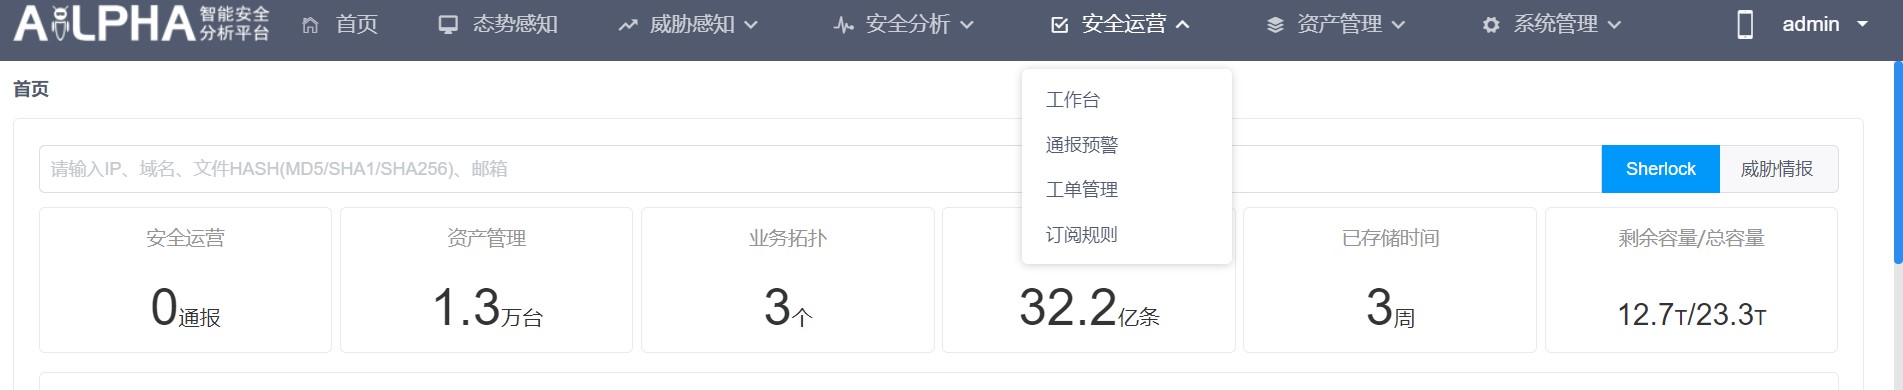 AiLPHA 智能安全分析平台
首页 态势感知 威胁感知 安全分析 安全运营 资产管理 系统管理 admin
首页
工作台
通报预警
工单管理
订阅规则
请输入IP、域名、文件HASH(MD5/SHA1/SHA256)、邮箱 Sherlock 威胁情报
安全运营 资产管理 业务拓扑 已存储时间 剩余容量/总容量
0通报 1.3万台 3个 32.2亿条 3周 12.7T/23.3T